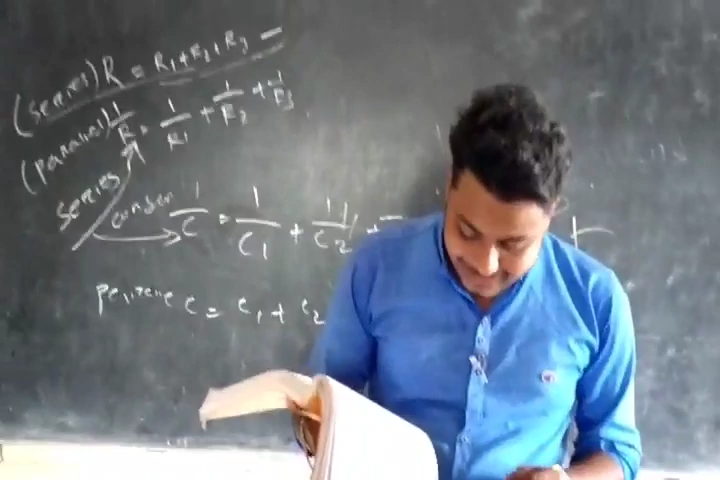 (series) R = R₁+R₂+R₃
(parallel) 1/R = 1/R₁ + 1/R₂ + 1/R₃
series
1/C = 1/C₁ + 1/C₂ +
C = C₁ + C₂